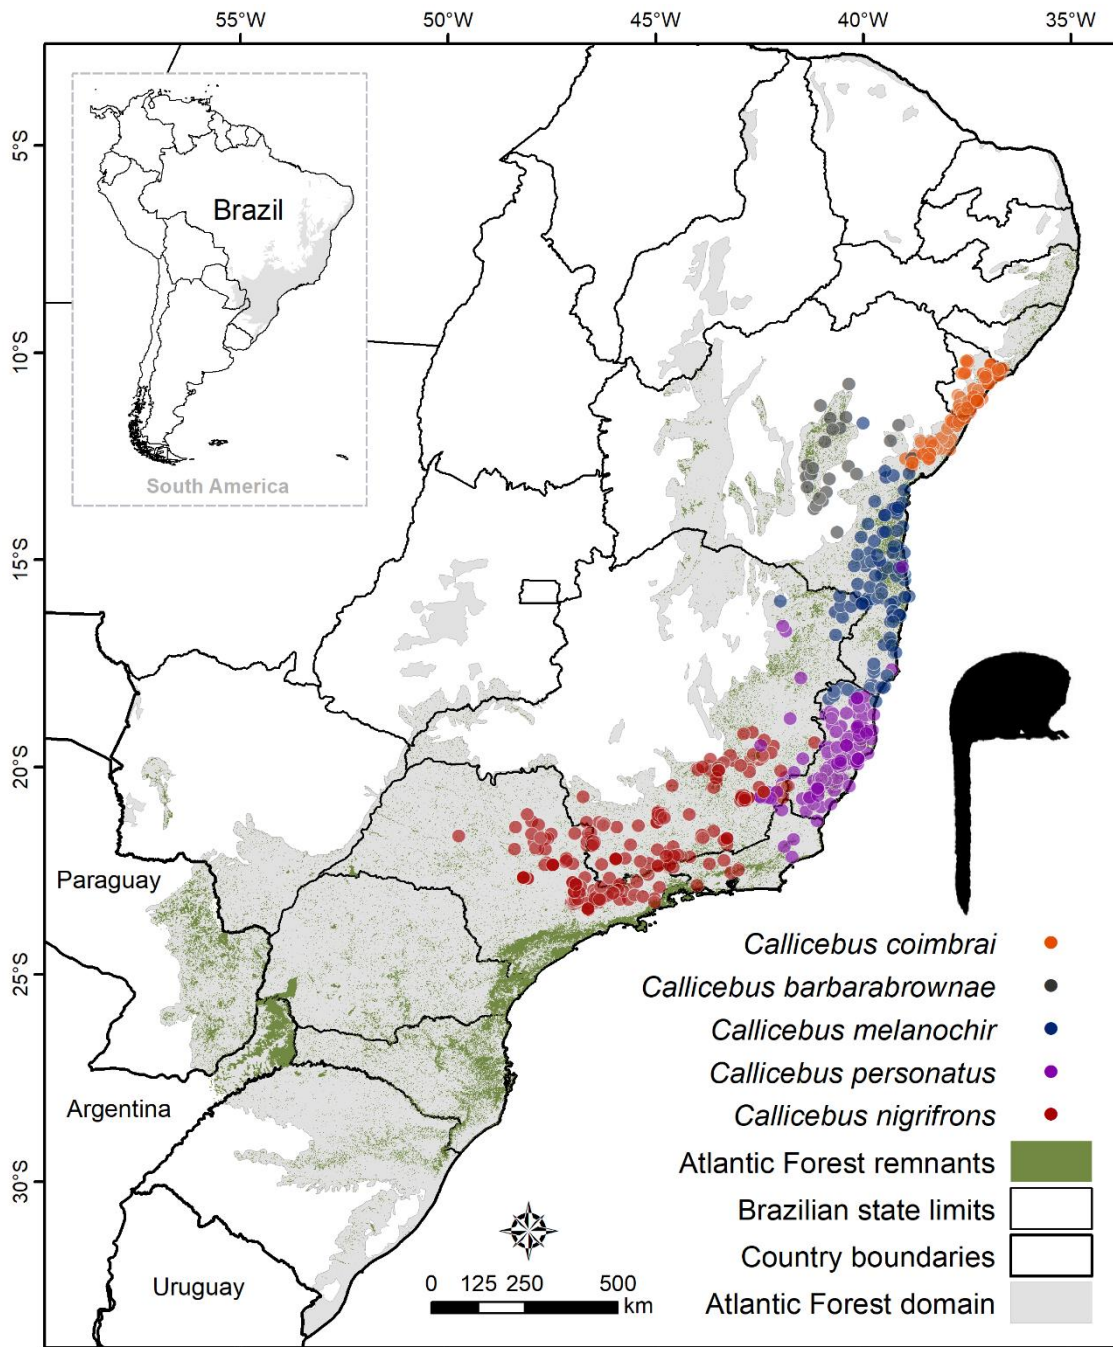 55°W 50°W 45°W 40°W 35°W
5°S
10°S
15°S
20°S
25°S
30°S
Brazil
South America
Paraguay
Argentina
Uruguay
Callicebus coimbrai
Callicebus barbarabrownae
Callicebus melanochir
Callicebus personatus
Callicebus nigrifrons
Atlantic Forest remnants
Brazilian state limits
Country boundaries
Atlantic Forest domain
0 125 250 500
km